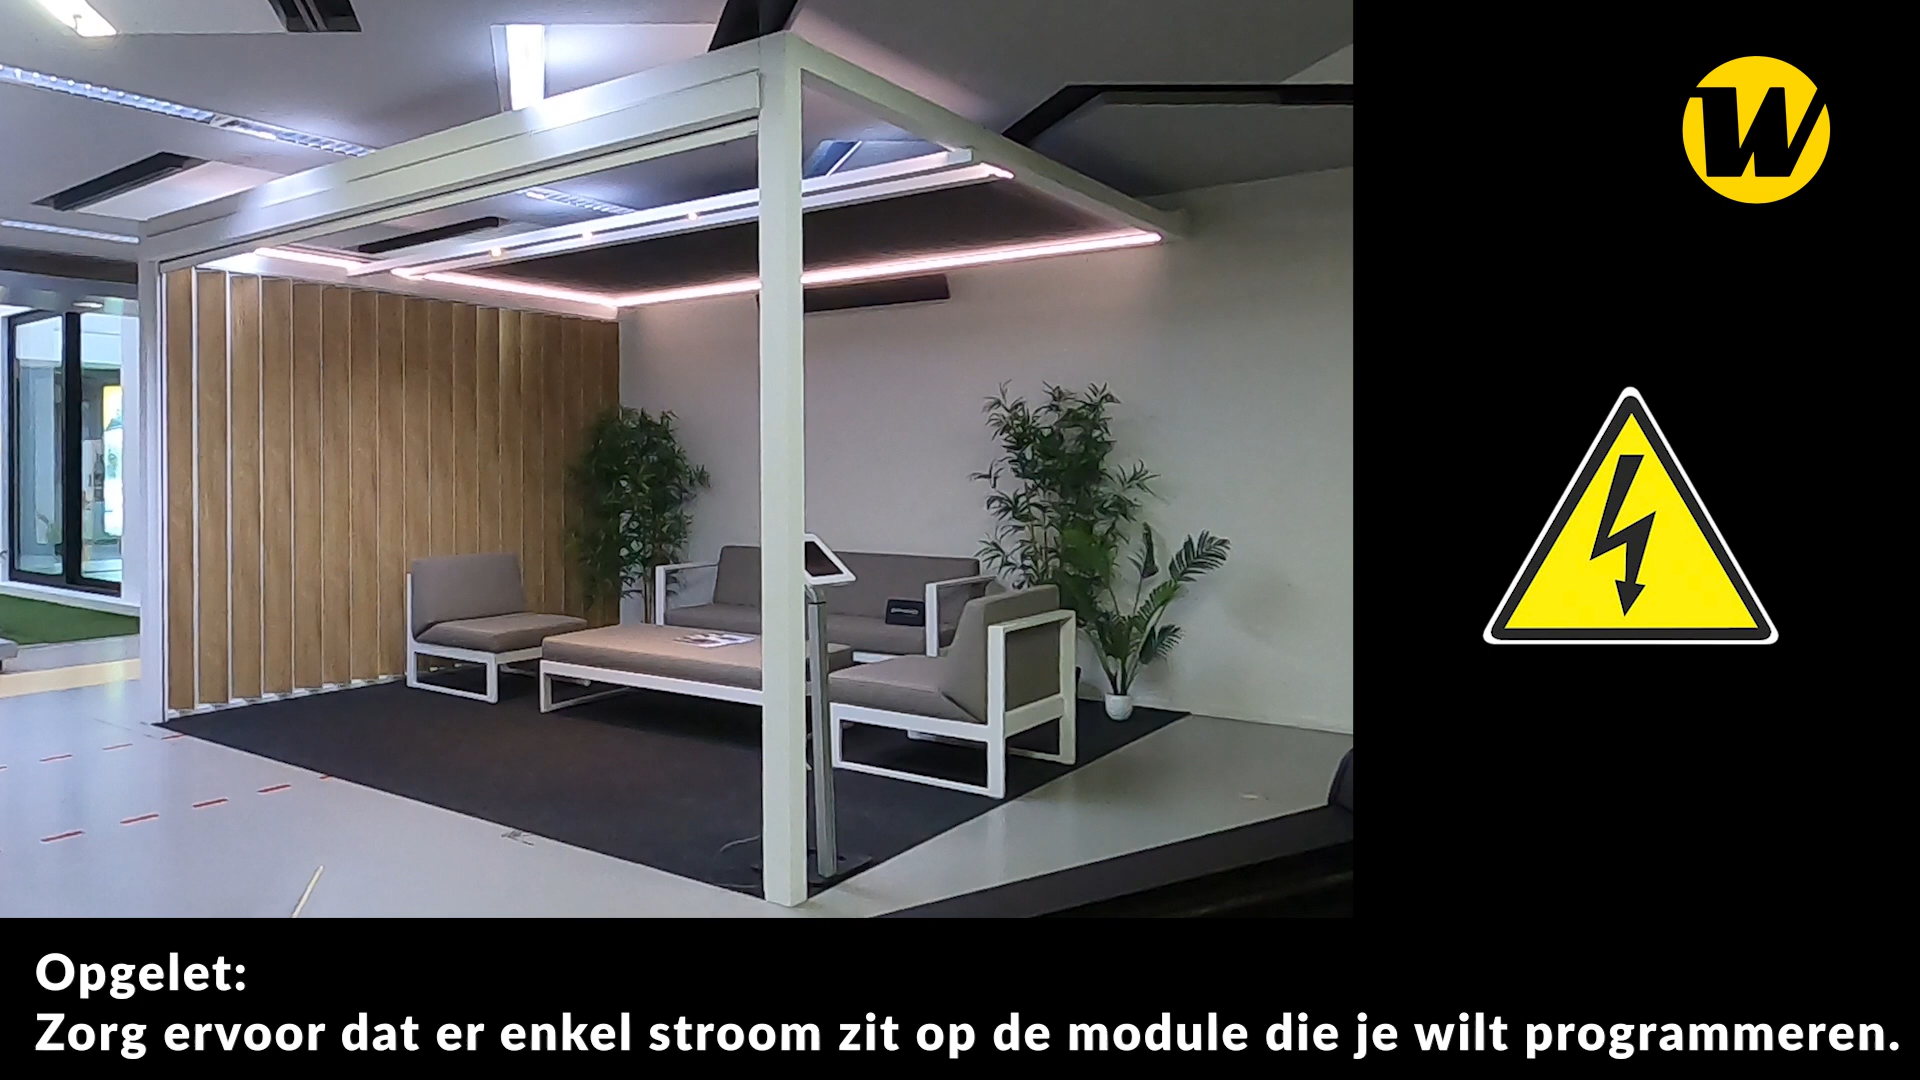 W
Opgelet:
Zorg ervoor dat er enkel stroom zit op de module die je wilt programmeren.